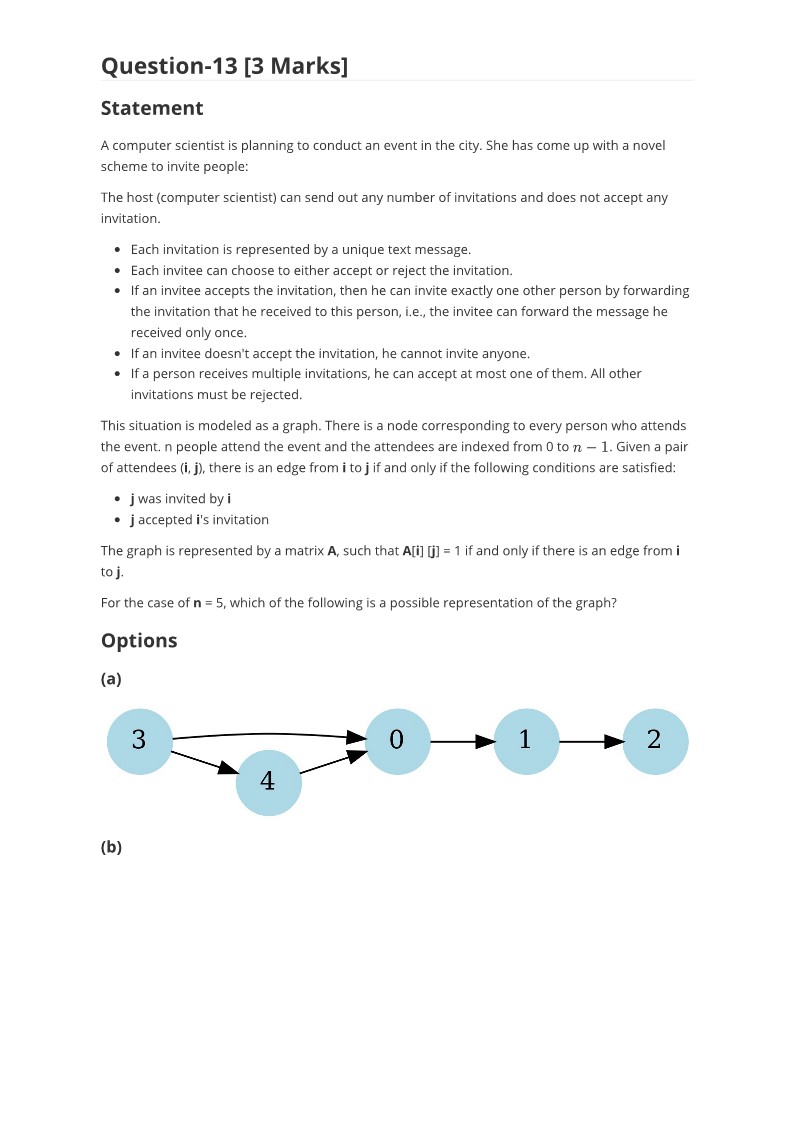 Question-13 [3 Marks]
Statement
A computer scientist is planning to conduct an event in the city. She has come up with a novel
scheme to invite people:
The host (computer scientist) can send out any number of invitations and does not accept any
invitation.
• Each invitation is represented by a unique text message.
• Each invitee can choose to either accept or reject the invitation.
• If an invitee accepts the invitation, then he can invite exactly one other person by forwarding
the invitation that he received to this person, i.e., the invitee can forward the message he
received only once.
• If an invitee doesn't accept the invitation, he cannot invite anyone.
• If a person receives multiple invitations, he can accept at most one of them. All other
invitations must be rejected.
This situation is modeled as a graph. There is a node corresponding to every person who attends
the event. n people attend the event and the attendees are indexed from 0 to n − 1. Given a pair
of attendees (i, j), there is an edge from i to j if and only if the following conditions are satisfied:
• j was invited by i
• j accepted i's invitation
The graph is represented by a matrix A, such that A[i] [j] = 1 if and only if there is an edge from i
to j.
For the case of n = 5, which of the following is a possible representation of the graph?
Options
(a)
3 4 0 1 2
(b)